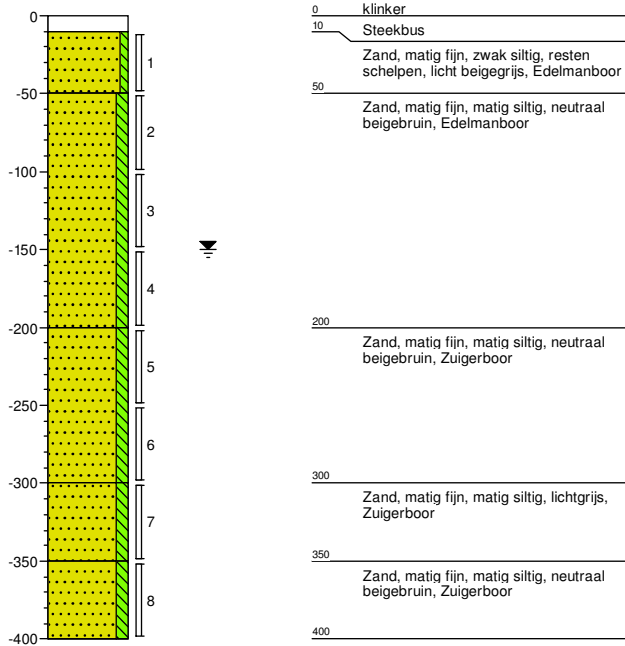 0
-50
-100
-150
-200
-250
-300
-350
-400
1
2
3
4
5
6
7
8
0
klinker
10
Steekbus
Zand, matig fijn, zwak siltig, resten
schelpen, licht beigegrijs, Edelmanboor
50
Zand, matig fijn, matig siltig, neutraal
beigebruin, Edelmanboor
200
Zand, matig fijn, matig siltig, neutraal
beigebruin, Zuigerboor
300
Zand, matig fijn, matig siltig, lichtgrijs,
Zuigerboor
350
Zand, matig fijn, matig siltig, neutraal
beigebruin, Zuigerboor
400